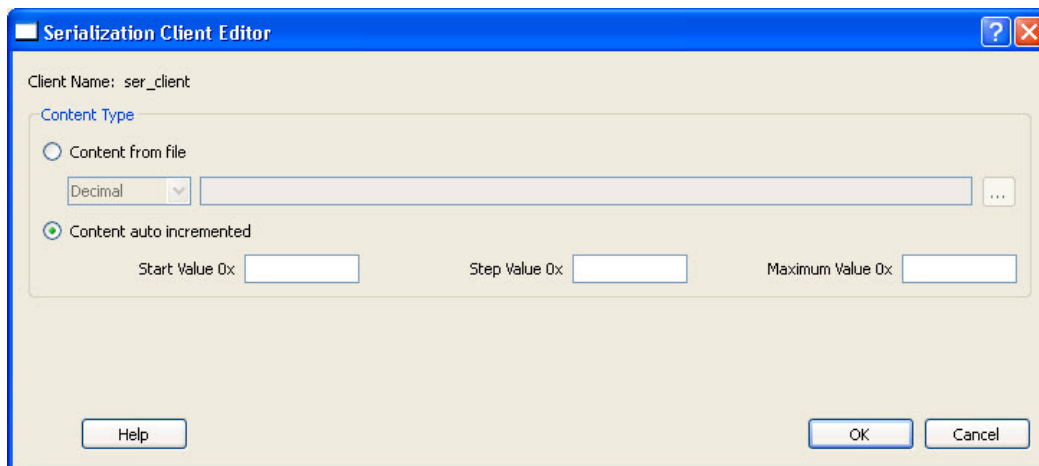 Serialization Client Editor
Client Name: ser_client
Content Type
Content from file
Decimal ...
Content auto incremented
Start Value 0x Step Value 0x Maximum Value 0x
Help OK Cancel